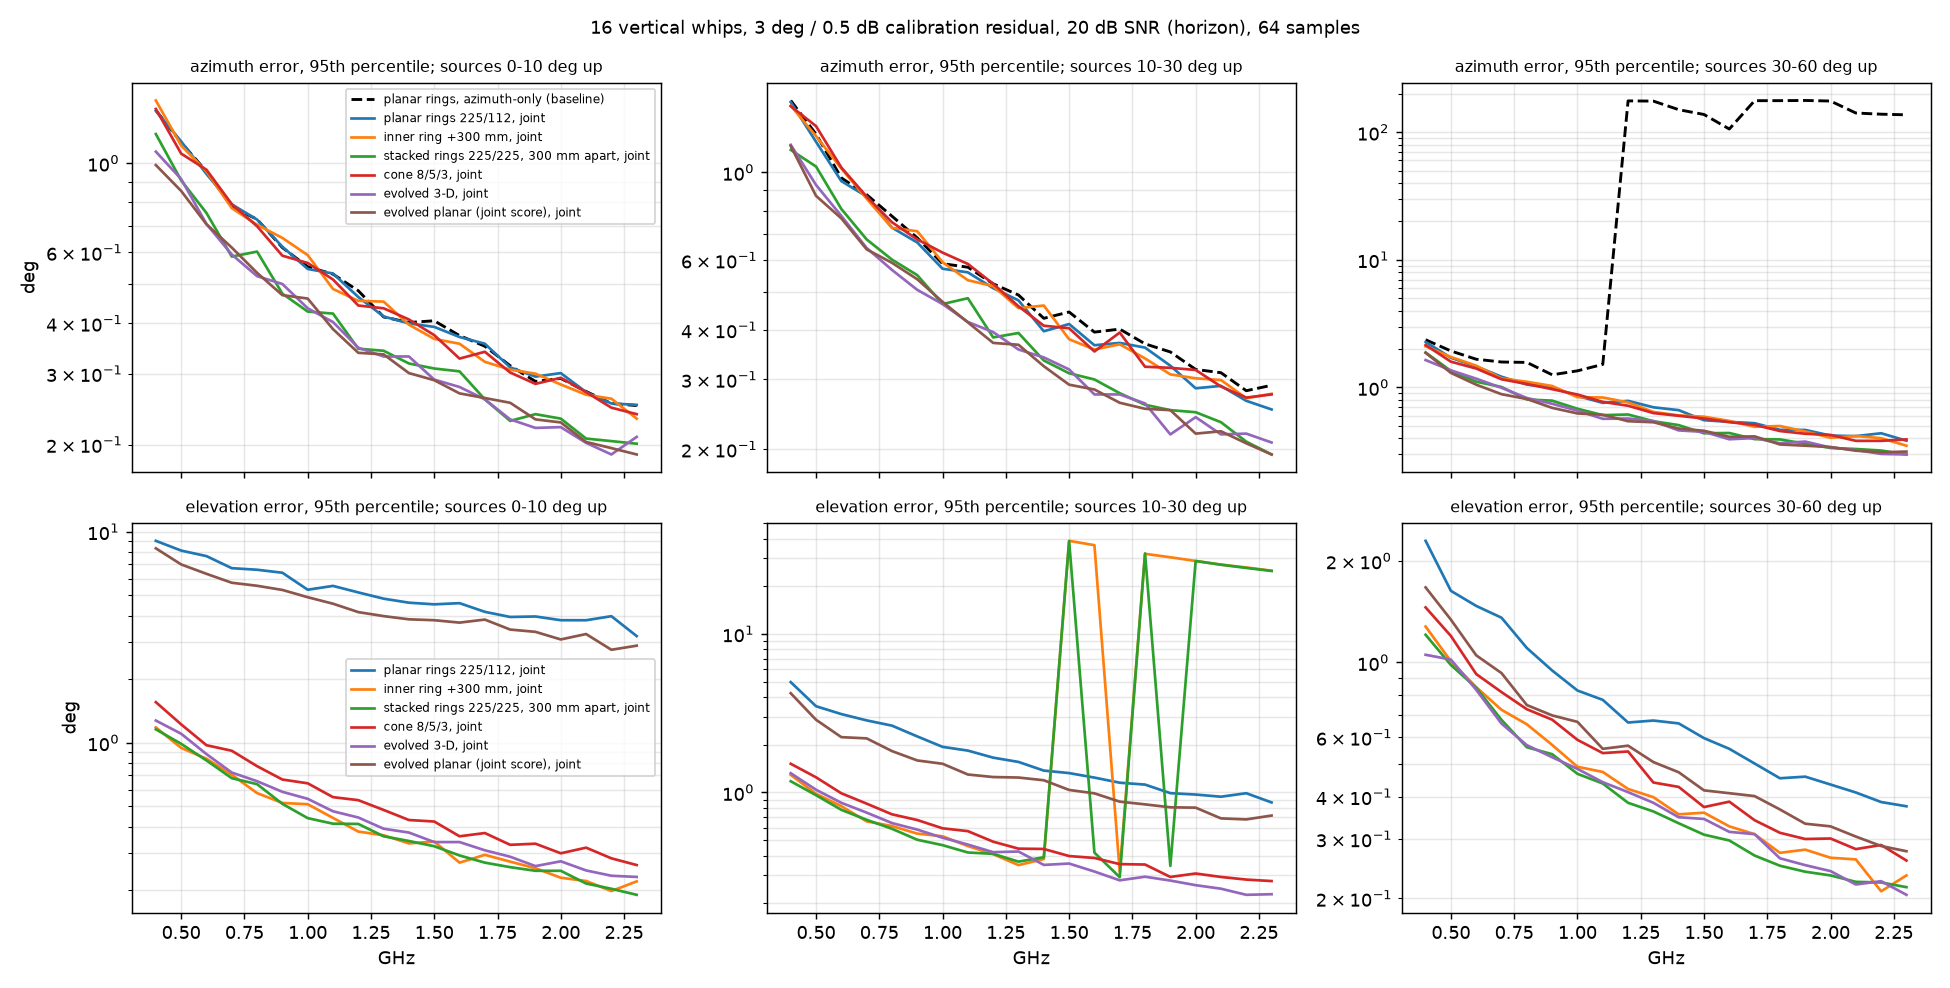 16 vertical whips, 3 deg / 0.5 dB calibration residual, 20 dB SNR (horizon), 64 samples
azimuth error, 95th percentile; sources 0-10 deg up
azimuth error, 95th percentile; sources 10-30 deg up
azimuth error, 95th percentile; sources 30-60 deg up
planar rings, azimuth-only (baseline)
planar rings 225/112, joint
inner ring +300 mm, joint
stacked rings 225/225, 300 mm apart, joint
cone 8/5/3, joint
evolved 3-D, joint
evolved planar (joint score), joint
deg
10⁰
6 × 10⁻¹
4 × 10⁻¹
3 × 10⁻¹
2 × 10⁻¹
10⁰
6 × 10⁻¹
4 × 10⁻¹
3 × 10⁻¹
2 × 10⁻¹
10²
10¹
10⁰
elevation error, 95th percentile; sources 0-10 deg up
elevation error, 95th percentile; sources 10-30 deg up
elevation error, 95th percentile; sources 30-60 deg up
planar rings 225/112, joint
inner ring +300 mm, joint
stacked rings 225/225, 300 mm apart, joint
cone 8/5/3, joint
evolved 3-D, joint
evolved planar (joint score), joint
deg
10¹
10⁰
10¹
10⁰
2 × 10⁰
10⁰
6 × 10⁻¹
4 × 10⁻¹
3 × 10⁻¹
2 × 10⁻¹
0.50 0.75 1.00 1.25 1.50 1.75 2.00 2.25
GHz
0.50 0.75 1.00 1.25 1.50 1.75 2.00 2.25
GHz
0.50 0.75 1.00 1.25 1.50 1.75 2.00 2.25
GHz